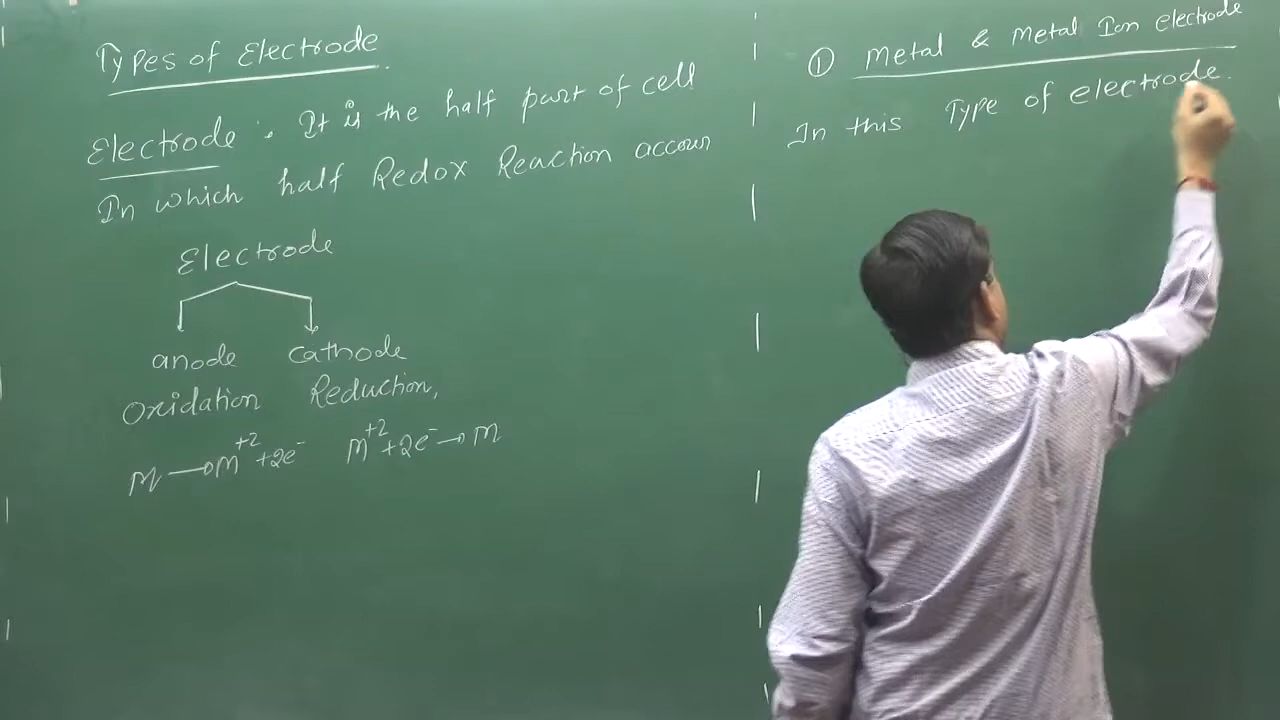 Types of Electrode
Electrode : It is the half part of cell
In which half Redox Reaction accour
Electrode
anode cathode
Oxidation Reduction,
M → M+2 + 2e- M+2 + 2e- → M
① Metal & Metal Ion electrode
In this Type of electrode.